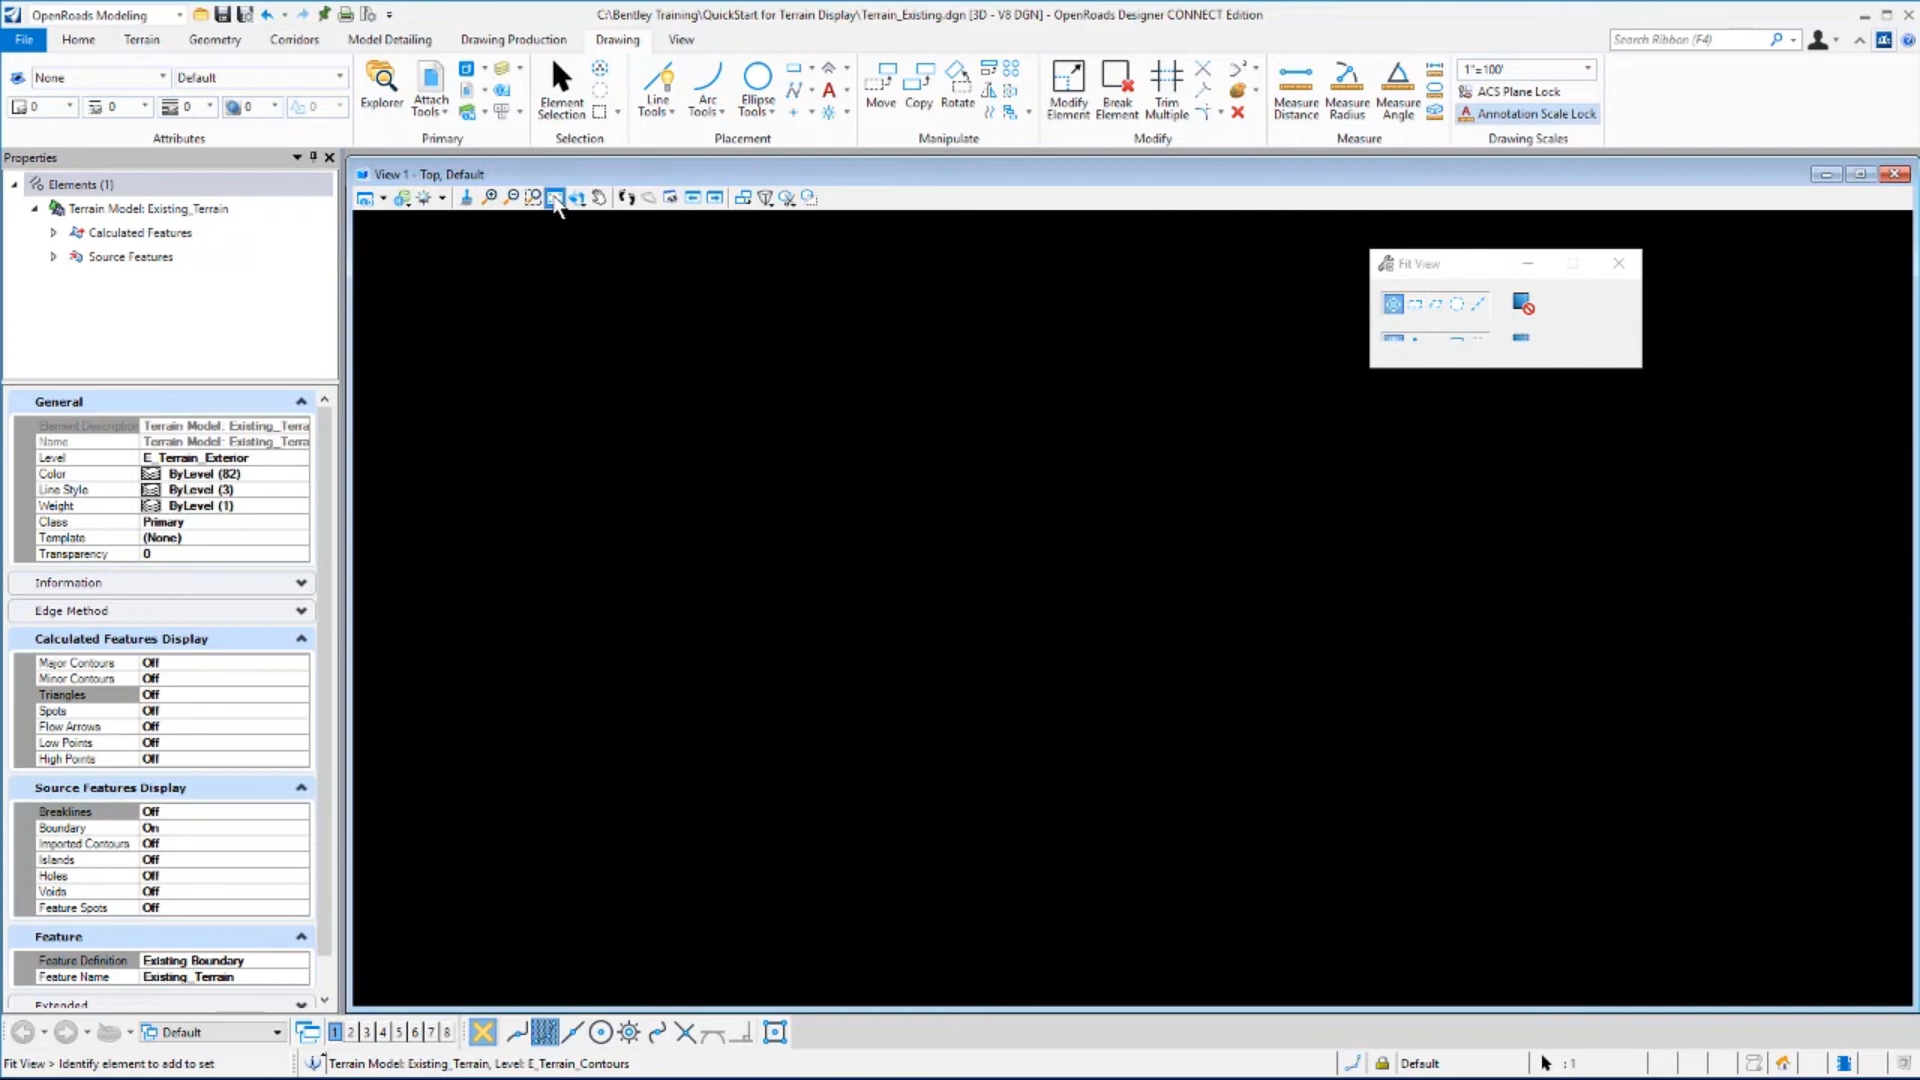 OpenRoads Modeling
C:\Bentley Training\QuickStart for Terrain Display\Terrain_Existing.dgn [3D - V8 DGN] - OpenRoads Designer CONNECT Edition
File Home Terrain Geometry Corridors Model Detailing Drawing Production Drawing View
Search Ribbon (F4)
None Default
0 0 0 0 0
Attributes
Explorer
Attach Tools
Primary
Element Selection
Selection
Line Tools
Arc Tools
Ellipse Tools
Placement
Move Copy Rotate
Manipulate
Modify Element
Break Element
Trim Multiple
Modify
Measure Distance
Measure Radius
Measure Angle
Measure
1"=100'
ACS Plane Lock
Annotation Scale Lock
Drawing Scales
Properties
Elements (1)
Terrain Model: Existing_Terrain
Calculated Features
Source Features
View 1 - Top, Default
Fit View
General
Element Description Terrain Model: Existing_Terra
Name Terrain Model: Existing_Terra
Level E_Terrain_Exterior
Color ByLevel (82)
Line Style ByLevel (3)
Weight ByLevel (1)
Class Primary
Template (None)
Transparency 0
Information
Edge Method
Calculated Features Display
Major Contours Off
Minor Contours Off
Triangles Off
Spots Off
Flow Arrows Off
Low Points Off
High Points Off
Source Features Display
Breaklines Off
Boundary On
Imported Contours Off
Islands Off
Holes Off
Voids Off
Feature Spots Off
Feature
Feature Definition Existing Boundary
Feature Name Existing_Terrain
Extended
Default
1 2 3 4 5 6 7 8
Fit View > Identify element to add to set
Terrain Model: Existing_Terrain, Level: E_Terrain_Contours
Default
: 1